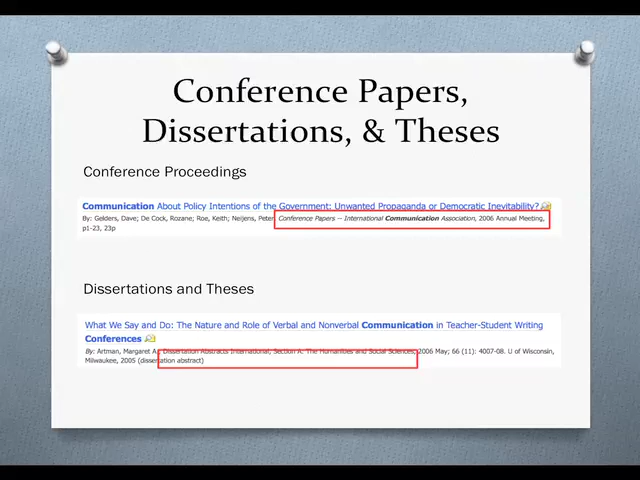 Conference Papers,
Dissertations, & Theses
Conference Proceedings
Communication About Policy Intentions of the Government: Unwanted Propaganda or Democratic Inevitability?
By: Gelders, Dave; De Cock, Rozane; Roe, Keith; Neijens, Peter. Conference Papers -- International Communication Association, 2006 Annual Meeting,
p1-23, 23p
Dissertations and Theses
What We Say and Do: The Nature and Role of Verbal and Nonverbal Communication in Teacher-Student Writing
Conferences
By: Artman, Margaret A.; Dissertation Abstracts International, Section A: The Humanities and Social Sciences, 2006 May; 66 (11): 4007-08. U of Wisconsin,
Milwaukee, 2005 (dissertation abstract)